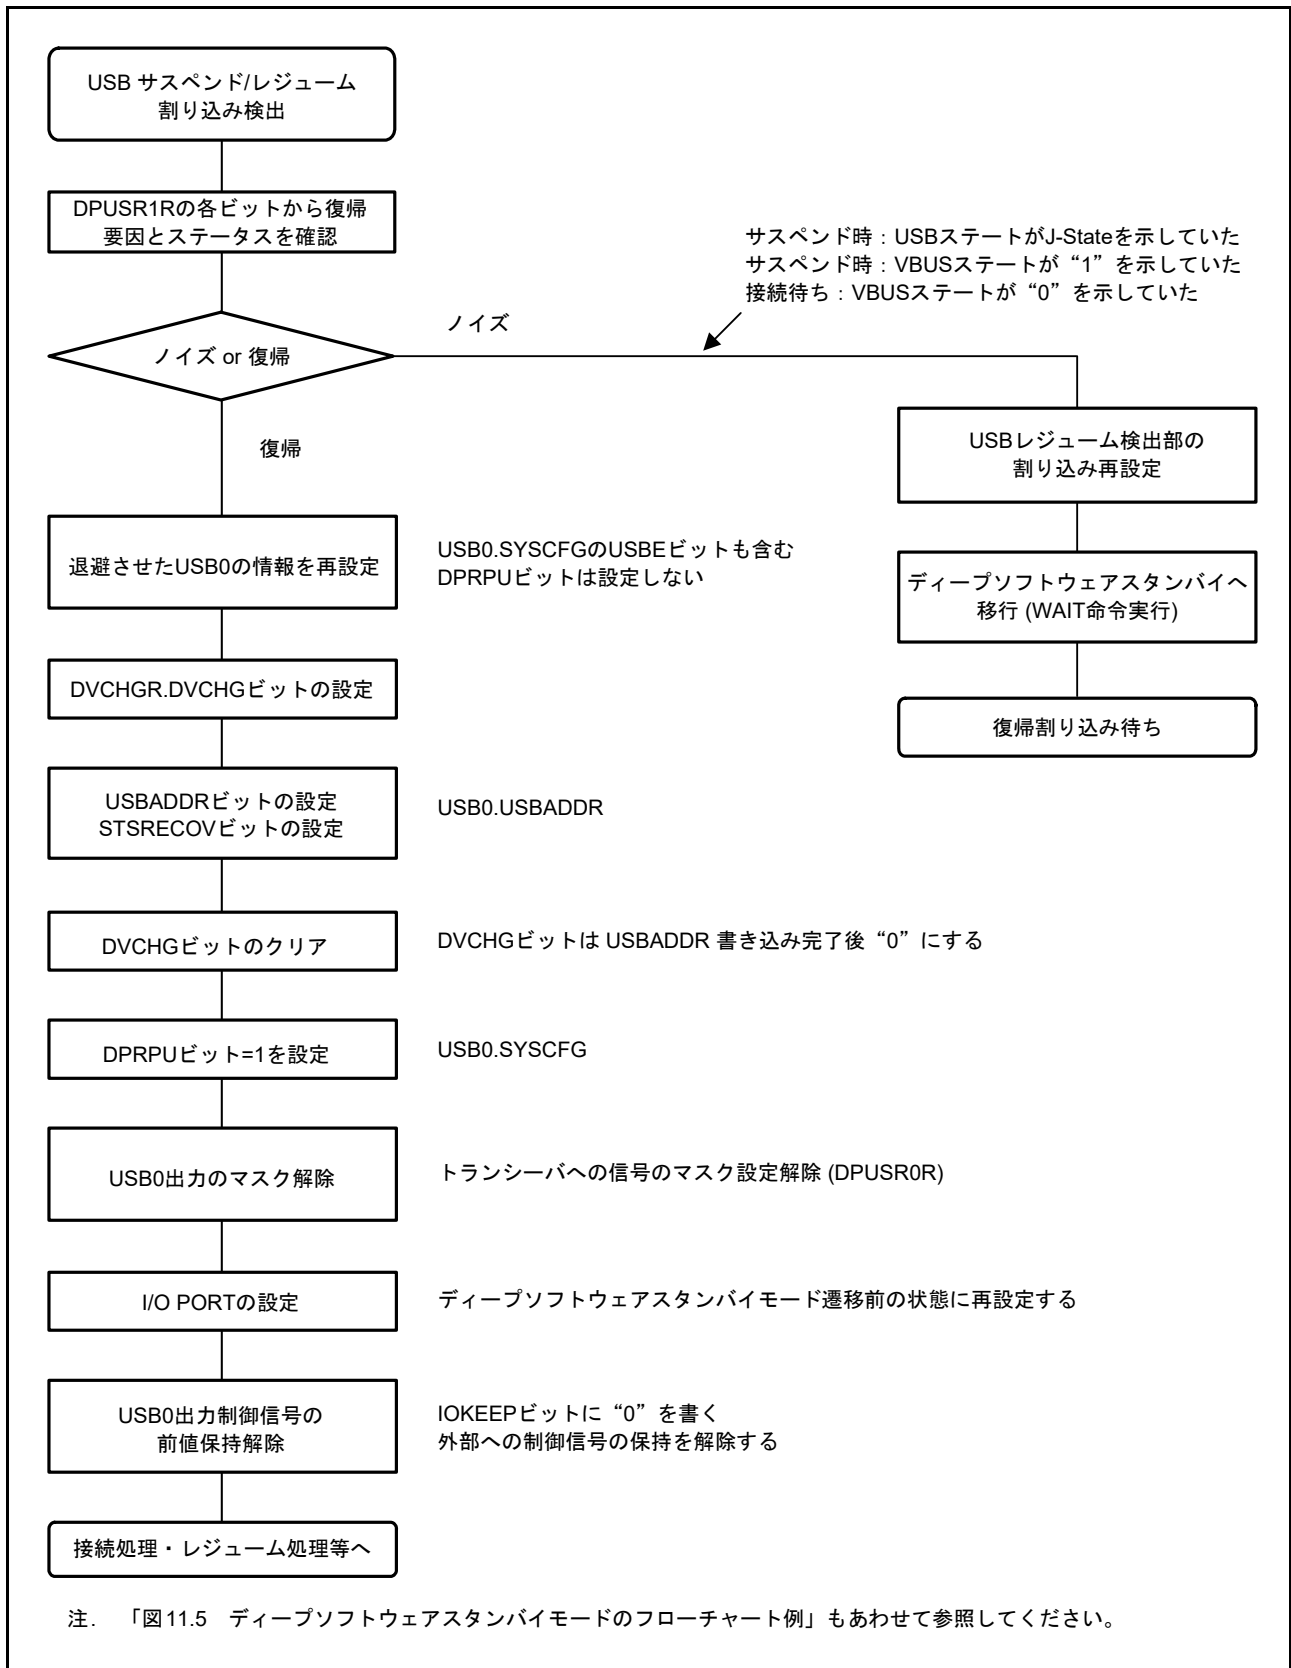 USB サスペンド/レジューム
割り込み検出
DPUSR1Rの各ビットから復帰
要因とステータスを確認
サスペンド時：USBステートがJ-Stateを示していた
サスペンド時：VBUSステートが“1”を示していた
接続待ち：VBUSステートが“0”を示していた
ノイズ
ノイズ or 復帰
復帰
USBレジューム検出部の
割り込み再設定
退避させたUSB0の情報を再設定
USB0.SYSCFGのUSBEビットも含む
DPRPUビットは設定しない
ディープソフトウェアスタンバイへ
移行 (WAIT命令実行)
DVCHGR.DVCHGビットの設定
復帰割り込み待ち
USBADDRビットの設定
STSRECOVビットの設定
USB0.USBADDR
DVCHGビットのクリア
DVCHGビットは USBADDR 書き込み完了後“0”にする
DPRPUビット=1を設定
USB0.SYSCFG
USB0出力のマスク解除
トランシーバへの信号のマスク設定解除 (DPUSR0R)
I/O PORTの設定
ディープソフトウェアスタンバイモード遷移前の状態に再設定する
USB0出力制御信号の
前値保持解除
IOKEEPビットに“0”を書く
外部への制御信号の保持を解除する
接続処理・レジューム処理等へ
注． 「図11.5 ディープソフトウェアスタンバイモードのフローチャート例」もあわせて参照してください。